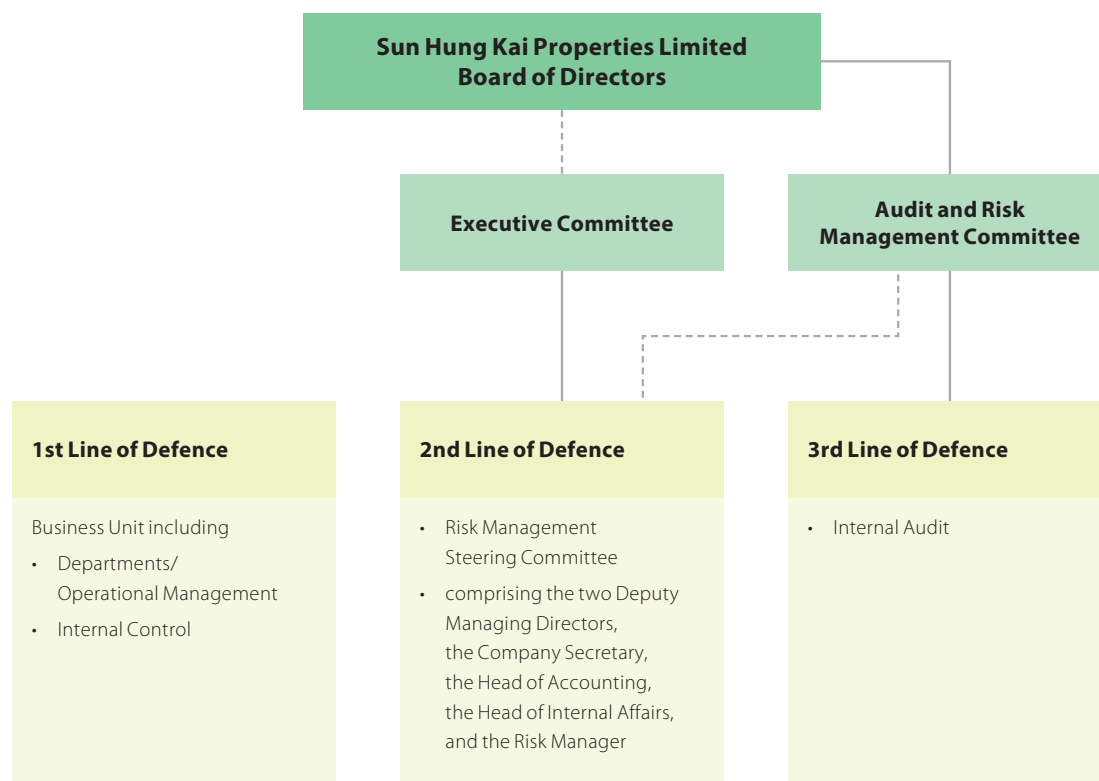 Sun Hung Kai Properties Limited
Board of Directors
Executive Committee
Audit and Risk
Management Committee
1st Line of Defence
Business Unit including
• Departments/
Operational Management
• Internal Control
2nd Line of Defence
• Risk Management
Steering Committee
• comprising the two Deputy
Managing Directors,
the Company Secretary,
the Head of Accounting,
the Head of Internal Affairs,
and the Risk Manager
3rd Line of Defence
• Internal Audit